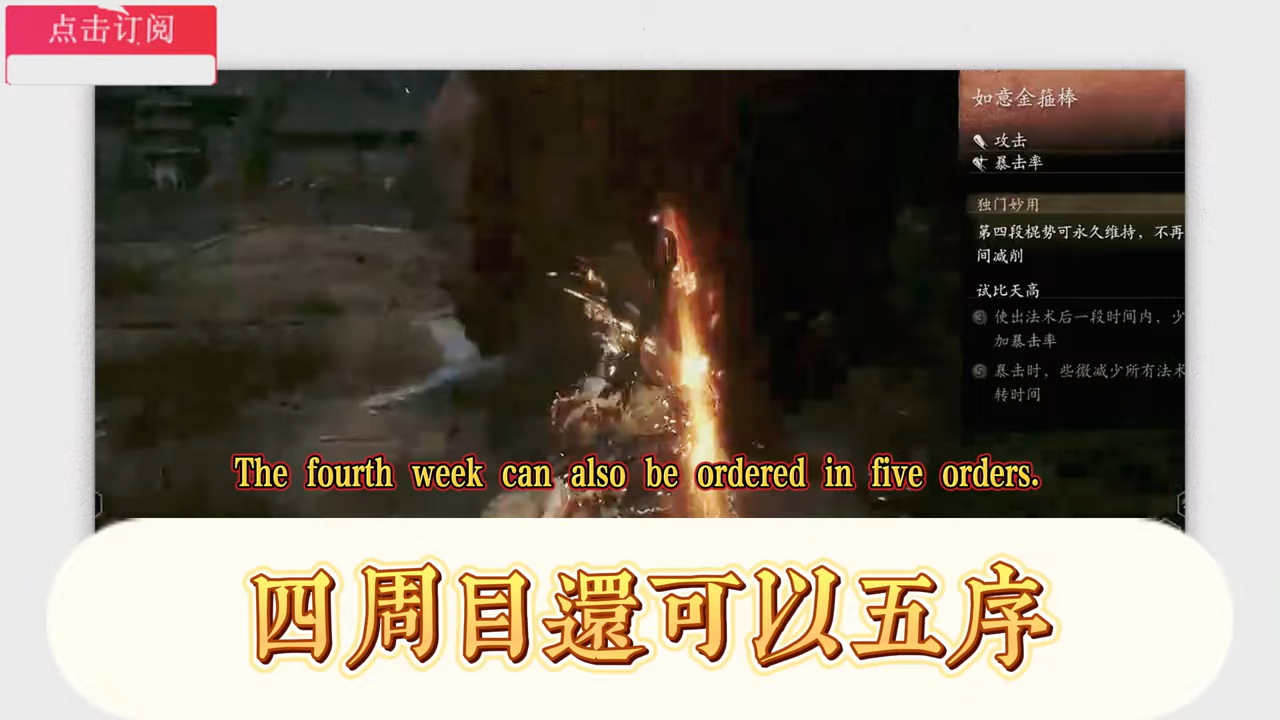 点击订阅
如意金箍棒
攻击
暴击率
独门妙用
第四段棍势可永久维持，不再
间减削
试比天高
3 使出法术后一段时间内，少
加暴击率
5 暴击时，些微减少所有法术
转时间
The fourth week can also be ordered in five orders.
四周目還可以五序